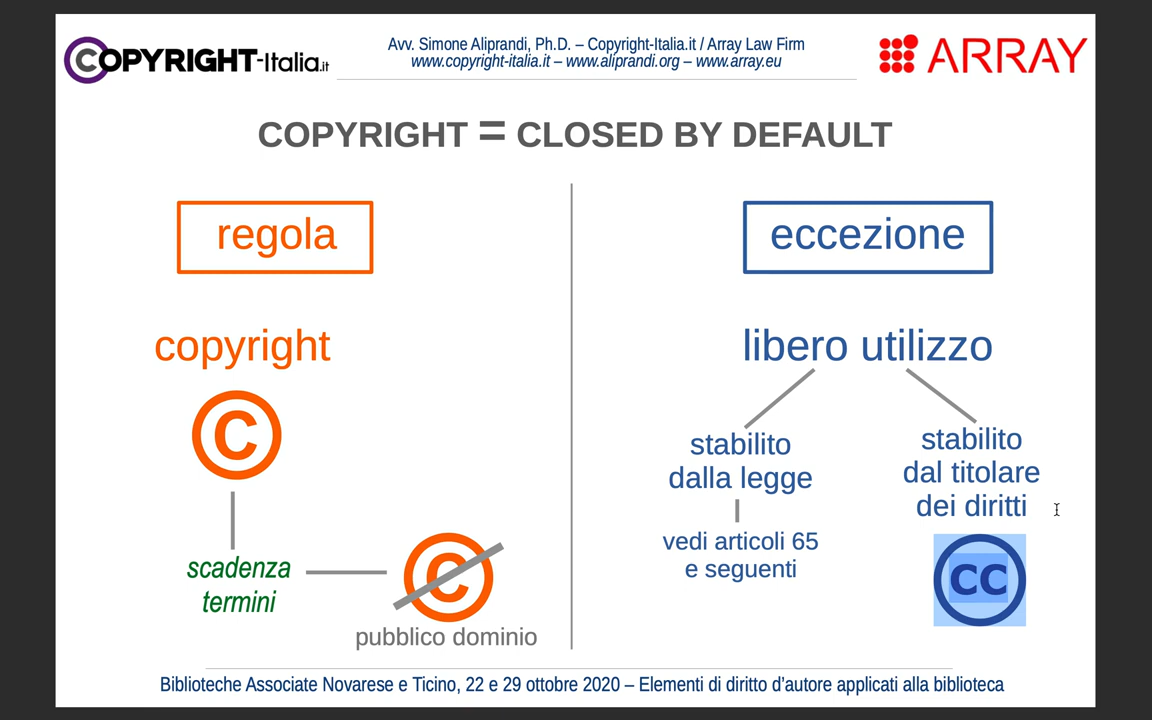 COPYRIGHT-Italia.it
Avv. Simone Aliprandi, Ph.D. – Copyright-Italia.it / Array Law Firm
www.copyright-italia.it – www.aliprandi.org – www.array.eu
ARRAY
COPYRIGHT = CLOSED BY DEFAULT
regola
copyright
C
scadenza
termini
C
pubblico dominio
eccezione
libero utilizzo
stabilito
dalla legge
vedi articoli 65
e seguenti
stabilito
dal titolare
dei diritti
CC
Biblioteche Associate Novarese e Ticino, 22 e 29 ottobre 2020 – Elementi di diritto d'autore applicati alla biblioteca